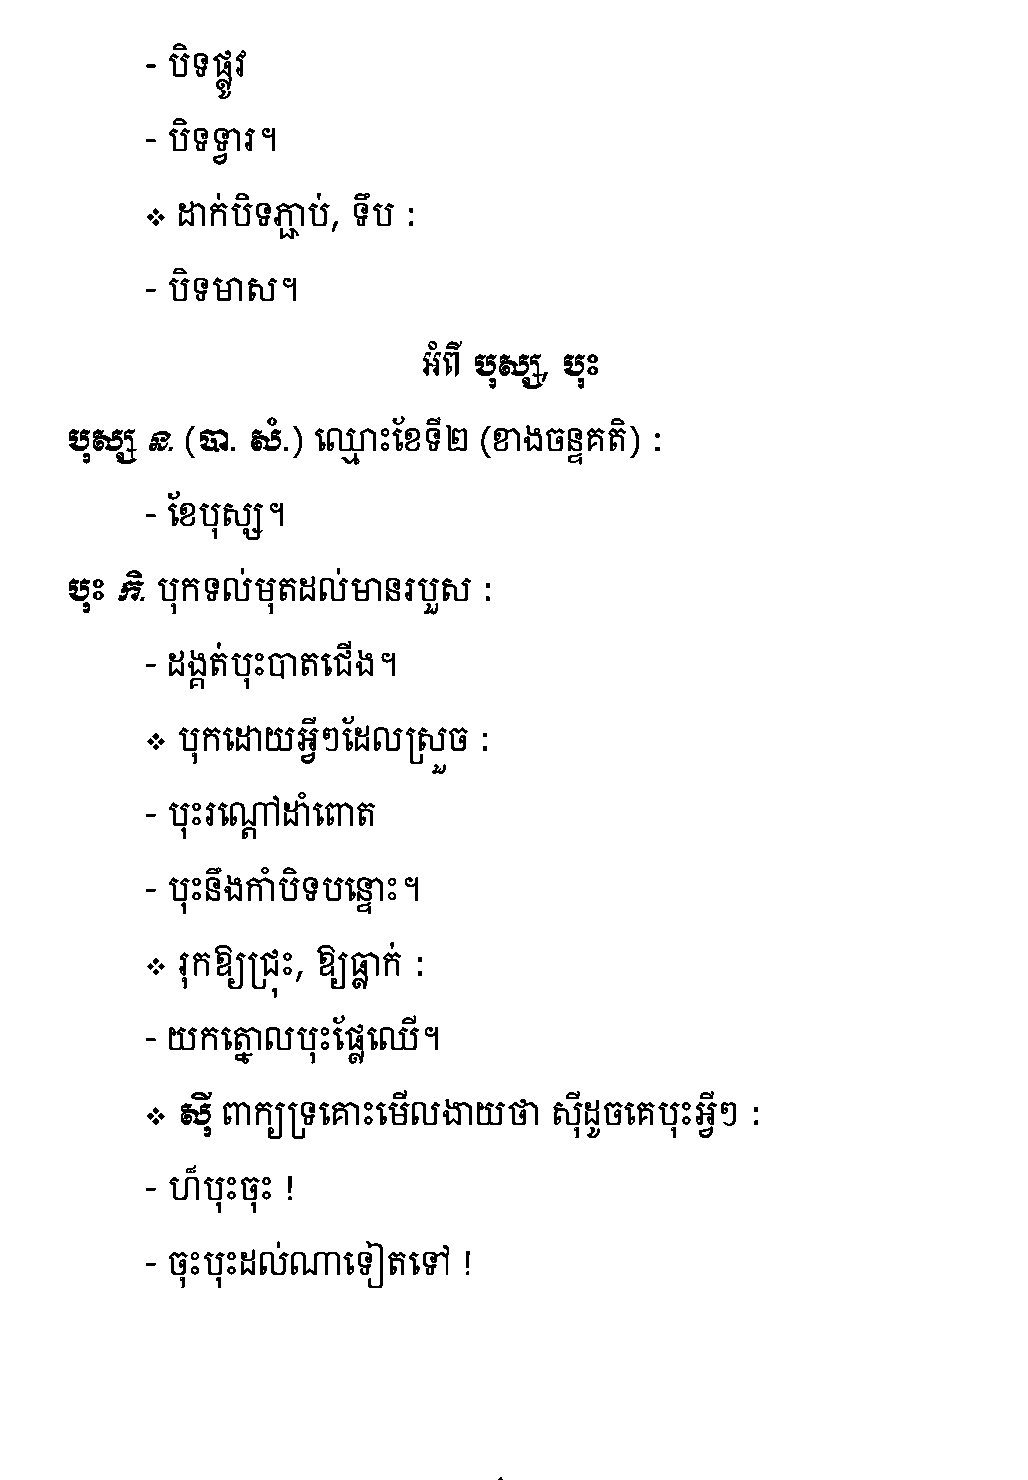 - បិទផ្លូវ
- បិទទ្វារ។
❖ ដាក់បិទភ្ជាប់, ទឹប :
- បិទមាស។
អំពី បុស្ស, បុះ
បុស្ស ន. (បា. សំ.) ឈ្មោះខែទី២ (ខាងចន្ទគតិ) :
- ខែបុស្ស។
បុះ កិ. បុកទល់មុតដល់មានរបួស :
- ដង្គត់បុះបាតជើង។
❖ បុកដោយអ្វីៗដែលស្រួច :
- បុះរណ្ដៅដាំពោត
- បុះនឹងកាំបិទបន្ទោះ។
❖ រុកឱ្យជ្រុះ, ឱ្យធ្លាក់ :
- យកត្នោលបុះផ្លែឈើ។
❖ ស៊ី ពាក្យទ្រគោះមើលងាយថា ស៊ីដូចគេបុះអ្វីៗ :
- ហ៏បុះចុះ !
- ចុះបុះដល់ណាទៀតទៅ !